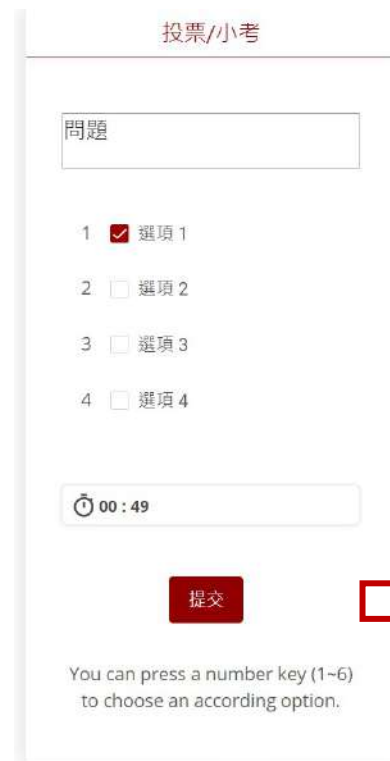 投票/小考
問題
1 選項 1
2 選項 2
3 選項 3
4 選項 4
00 : 49
提交
You can press a number key (1~6)
to choose an according option.